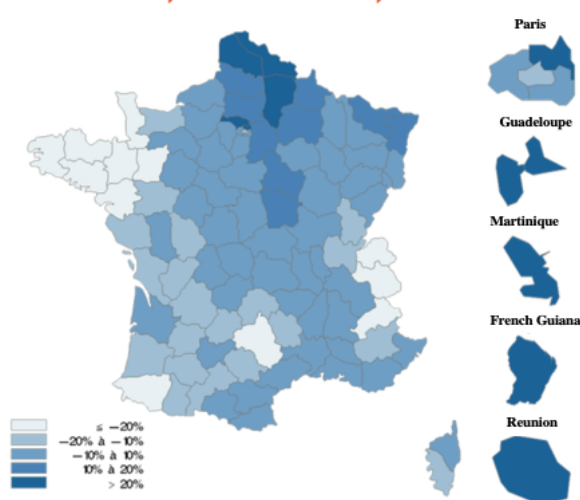 Paris
Guadeloupe
Martinique
French Guiana
Reunion
≤ −20%
−20% à − 10%
− 10% à 10%
10% à 20%
> 20%